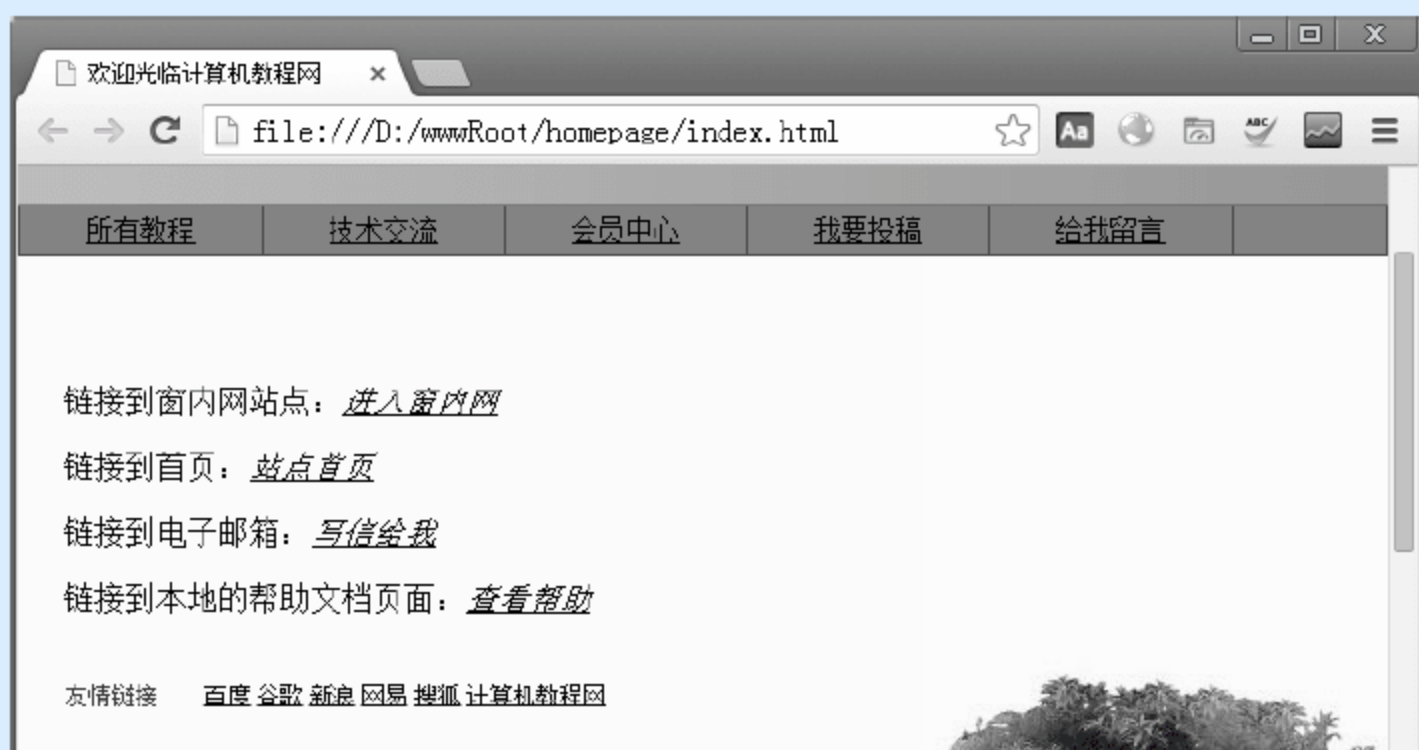 欢迎光临计算机教程网
file:///D:/wwwRoot/homepage/index.html
Aa ABC
所有教程 技术交流 会员中心 我要投稿 给我留言
链接到窗内网站点：进入窗内网
链接到首页：站点首页
链接到电子邮箱：写信给我
链接到本地的帮助文档页面：查看帮助
友情链接 百度 谷歌 新浪 网易 搜狐 计算机教程网